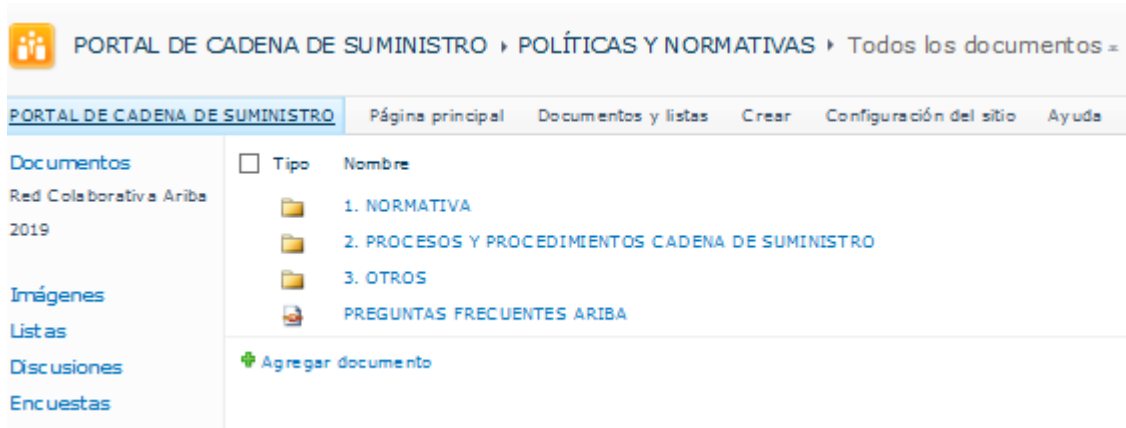 PORTAL DE CADENA DE SUMINISTRO ▸ POLÍTICAS Y NORMATIVAS ▸ Todos los documentos
PORTAL DE CADENA DE SUMINISTRO Página principal Documentos y listas Crear Configuración del sitio Ayuda
Documentos
Red Colaborativa Ariba
2019
Imágenes
Listas
Discusiones
Encuestas
Tipo Nombre
1. NORMATIVA
2. PROCESOS Y PROCEDIMIENTOS CADENA DE SUMINISTRO
3. OTROS
PREGUNTAS FRECUENTES ARIBA
Agregar documento